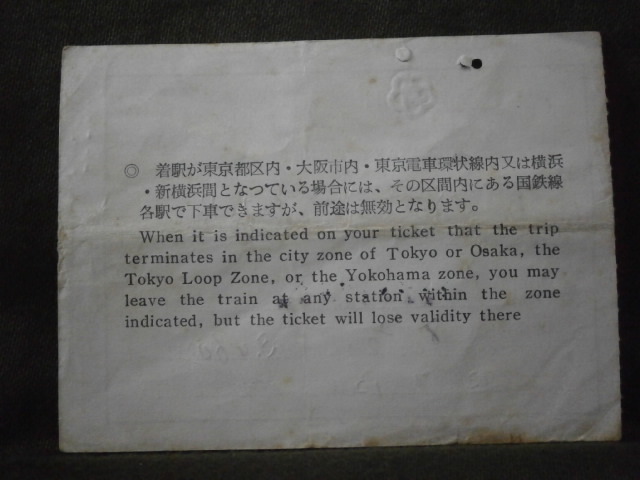 ◎ 着駅が東京都区内・大阪市内・東京電車環状線内又は横浜
・新横浜間となつている場合には、その区間内にある国鉄線
各駅で下車できますが、前途は無効となります。
When it is indicated on your ticket that the trip
terminates in the city zone of Tokyo or Osaka, the
Tokyo Loop Zone, or the Yokohama zone, you may
leave the train at any station within the zone
indicated, but the ticket will lose validity there